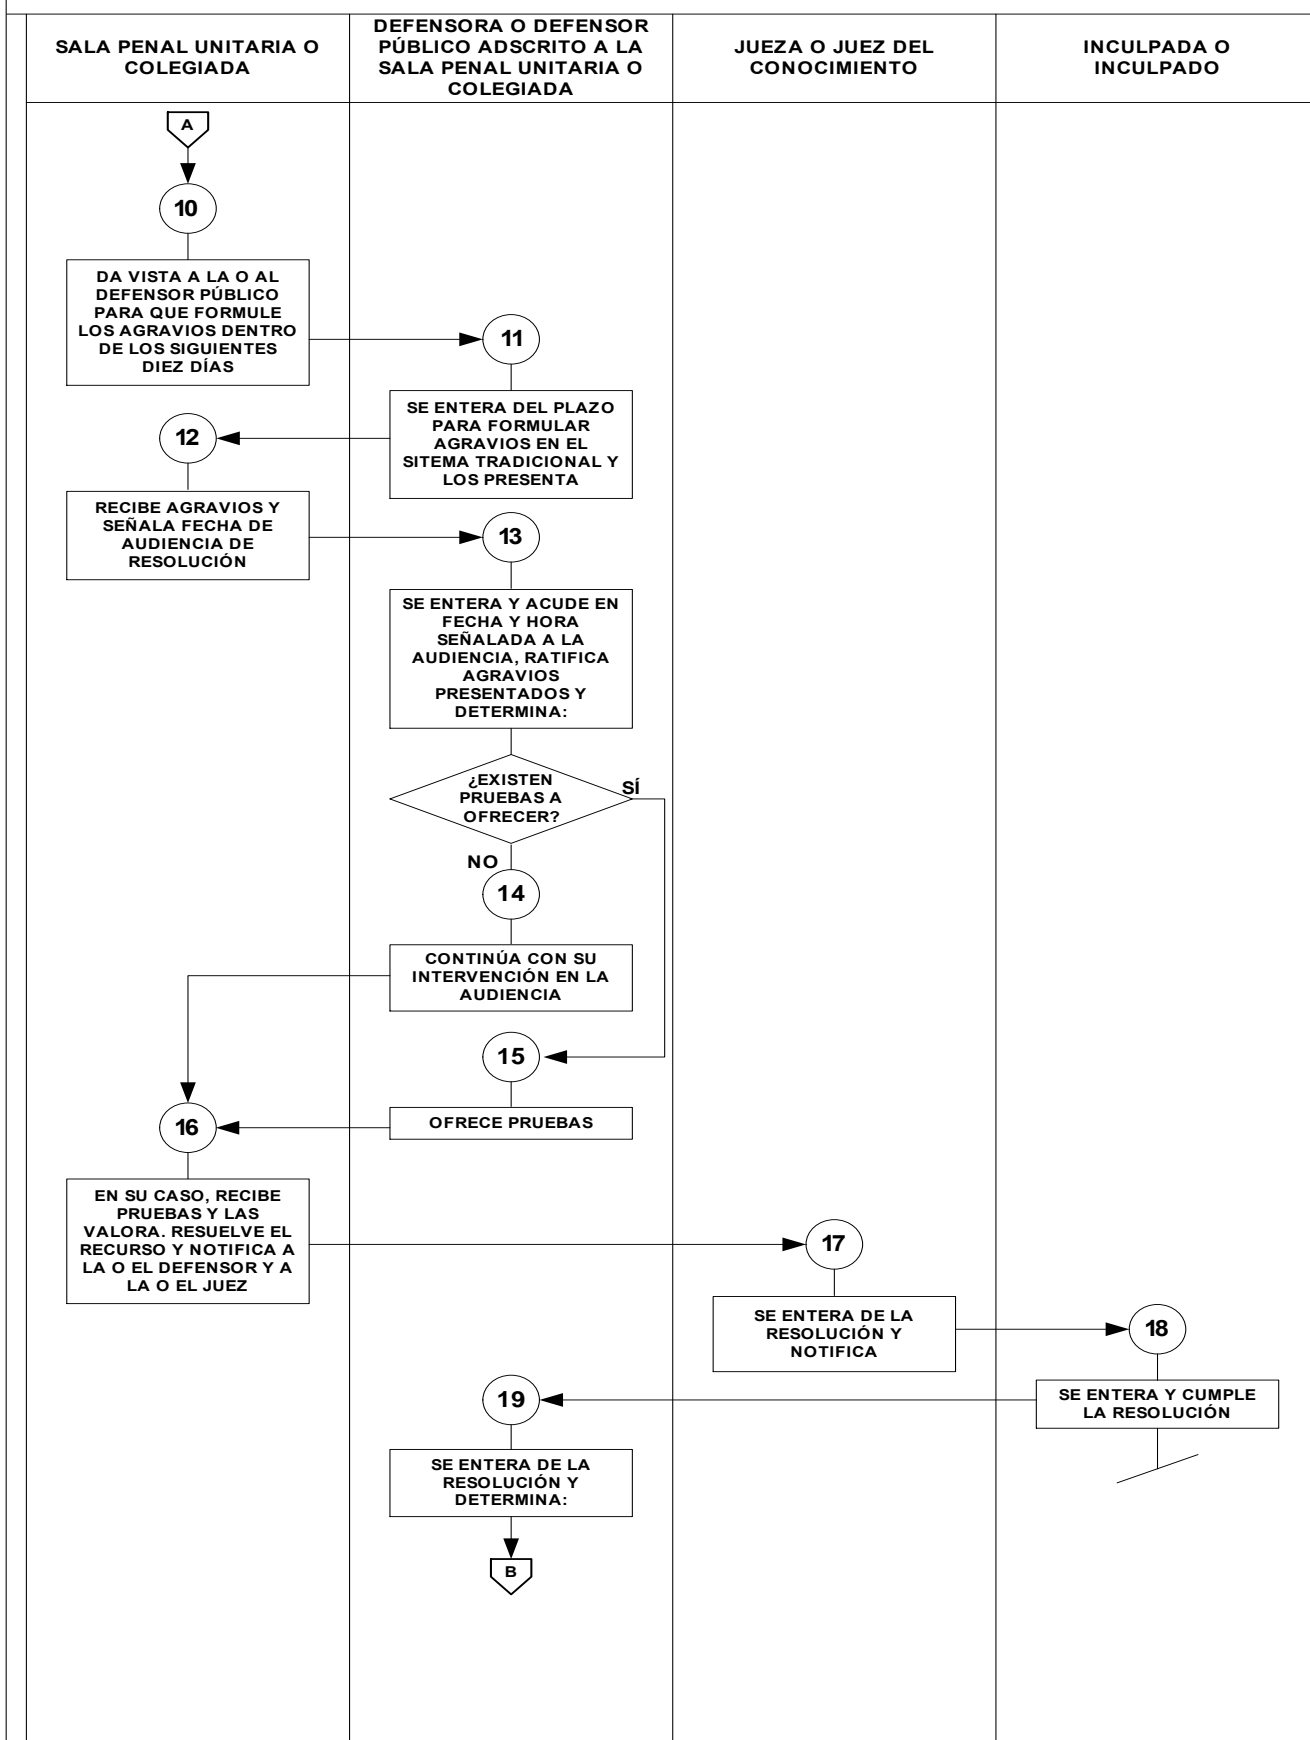 SALA PENAL UNITARIA O
COLEGIADA
DEFENSORA O DEFENSOR
PÚBLICO ADSCRITO A LA
SALA PENAL UNITARIA O
COLEGIADA
JUEZA O JUEZ DEL
CONOCIMIENTO
INCULPADA O
INCULPADO
A
10
DA VISTA A LA O AL
DEFENSOR PÚBLICO
PARA QUE FORMULE
LOS AGRAVIOS DENTRO
DE LOS SIGUIENTES
DIEZ DÍAS
11
SE ENTERA DEL PLAZO
PARA FORMULAR
AGRAVIOS EN EL
SITEMA TRADICIONAL Y
LOS PRESENTA
12
RECIBE AGRAVIOS Y
SEÑALA FECHA DE
AUDIENCIA DE
RESOLUCIÓN
13
SE ENTERA Y ACUDE EN
FECHA Y HORA
SEÑALADA A LA
AUDIENCIA, RATIFICA
AGRAVIOS
PRESENTADOS Y
DETERMINA:
¿EXISTEN
PRUEBAS A
OFRECER?
SÍ
NO
14
CONTINÚA CON SU
INTERVENCIÓN EN LA
AUDIENCIA
15
OFRECE PRUEBAS
16
EN SU CASO, RECIBE
PRUEBAS Y LAS
VALORA. RESUELVE EL
RECURSO Y NOTIFICA A
LA O EL DEFENSOR Y A
LA O EL JUEZ
17
SE ENTERA DE LA
RESOLUCIÓN Y
NOTIFICA
18
SE ENTERA Y CUMPLE
LA RESOLUCIÓN
19
SE ENTERA DE LA
RESOLUCIÓN Y
DETERMINA:
B